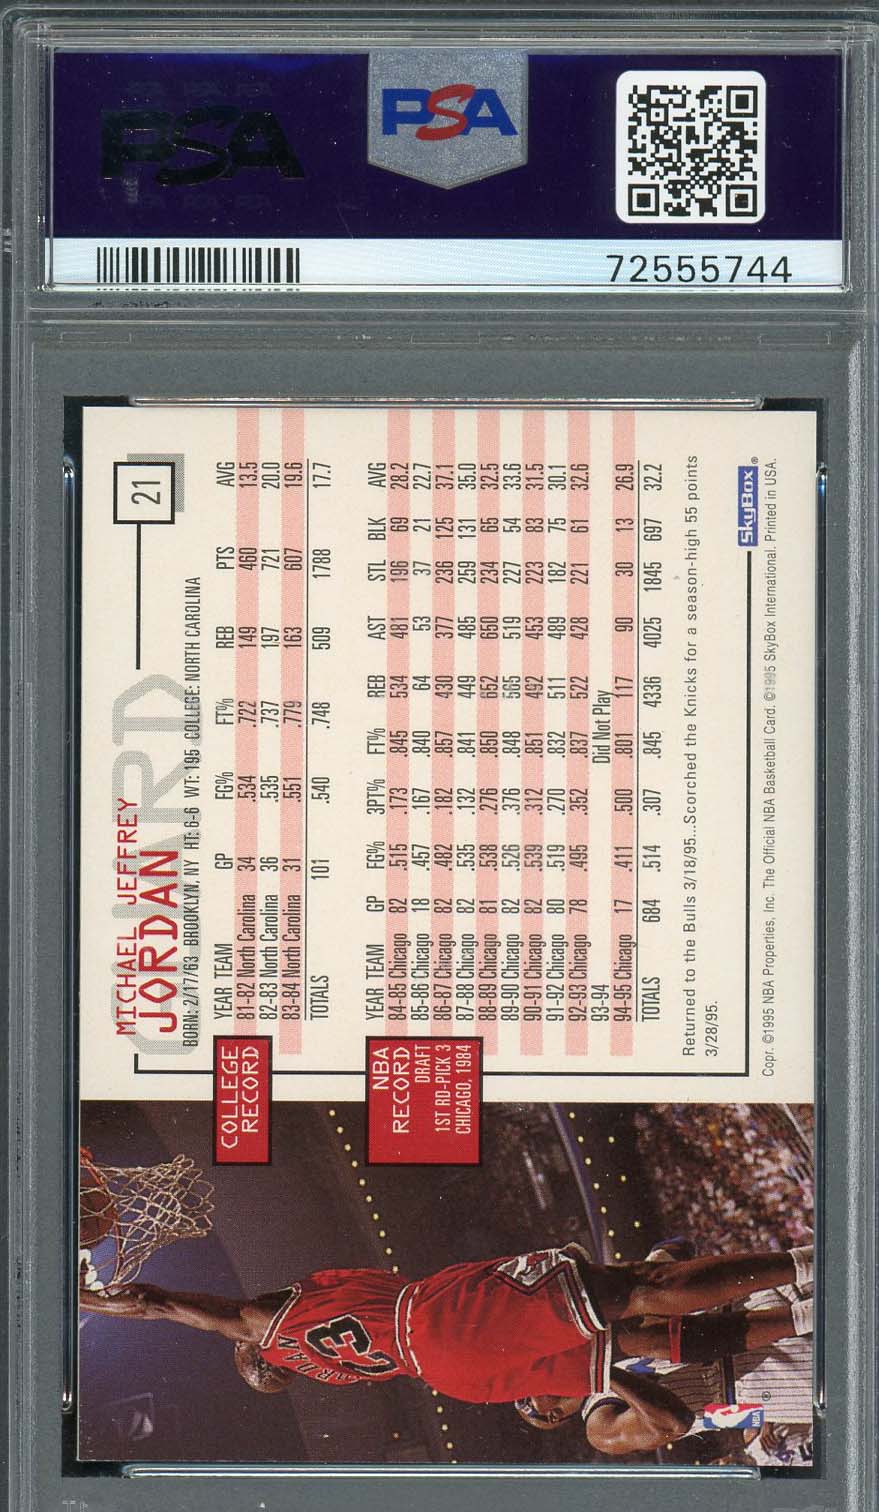 PSA
PSA
72555744
21
GUARD
MICHAEL JEFFREY
JORDAN
BORN: 2/17/63 BROOKLYN, NY HT: 6-6 WT: 195 COLLEGE: NORTH CAROLINA
COLLEGE
RECORD
YEAR TEAM GP FG% FT% REB PTS AVG
81-82 North Carolina 34 .534 .722 149 460 13.5
82-83 North Carolina 36 .535 .737 197 721 20.0
83-84 North Carolina 31 .551 .779 163 607 19.6
TOTALS 101 .540 .748 509 1788 17.7
NBA
RECORD
DRAFT
1ST RD-PICK 3
CHICAGO, 1984
YEAR TEAM GP FG% 3PT% FT% REB AST STL BLK AVG
84-85 Chicago 82 .515 .173 .845 534 481 196 69 28.2
85-86 Chicago 18 .457 .167 .840 64 53 37 21 22.7
86-87 Chicago 82 .482 .182 .857 430 377 236 125 37.1
87-88 Chicago 82 .535 .132 .841 449 485 259 131 35.0
88-89 Chicago 81 .538 .276 .850 652 650 234 65 32.5
89-90 Chicago 82 .526 .376 .848 565 519 227 54 33.6
90-91 Chicago 82 .539 .312 .851 492 453 223 83 31.5
91-92 Chicago 80 .519 .270 .832 511 489 182 75 30.1
92-93 Chicago 78 .495 .352 .837 522 428 221 61 32.6
93-94 Did Not Play
94-95 Chicago 17 .411 .500 .801 117 90 30 13 26.9
TOTALS 684 .514 .307 .845 4336 4025 1845 697 32.2
Returned to the Bulls 3/18/95...Scorched the Knicks for a season-high 55 points
3/28/95.
SkyBox®
Copr. ©1995 NBA Properties, Inc. The Official NBA Basketball Card. ©1995 SkyBox International. Printed in USA.
JORDAN
23
NBA ®